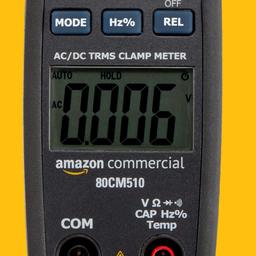 OFF
MODE Hz% REL
AC/DC TRMS CLAMP METER
AUTO HOLD
AC 0.006 V
amazon commercial
80CM510
V Ω
COM CAP Hz%
Temp